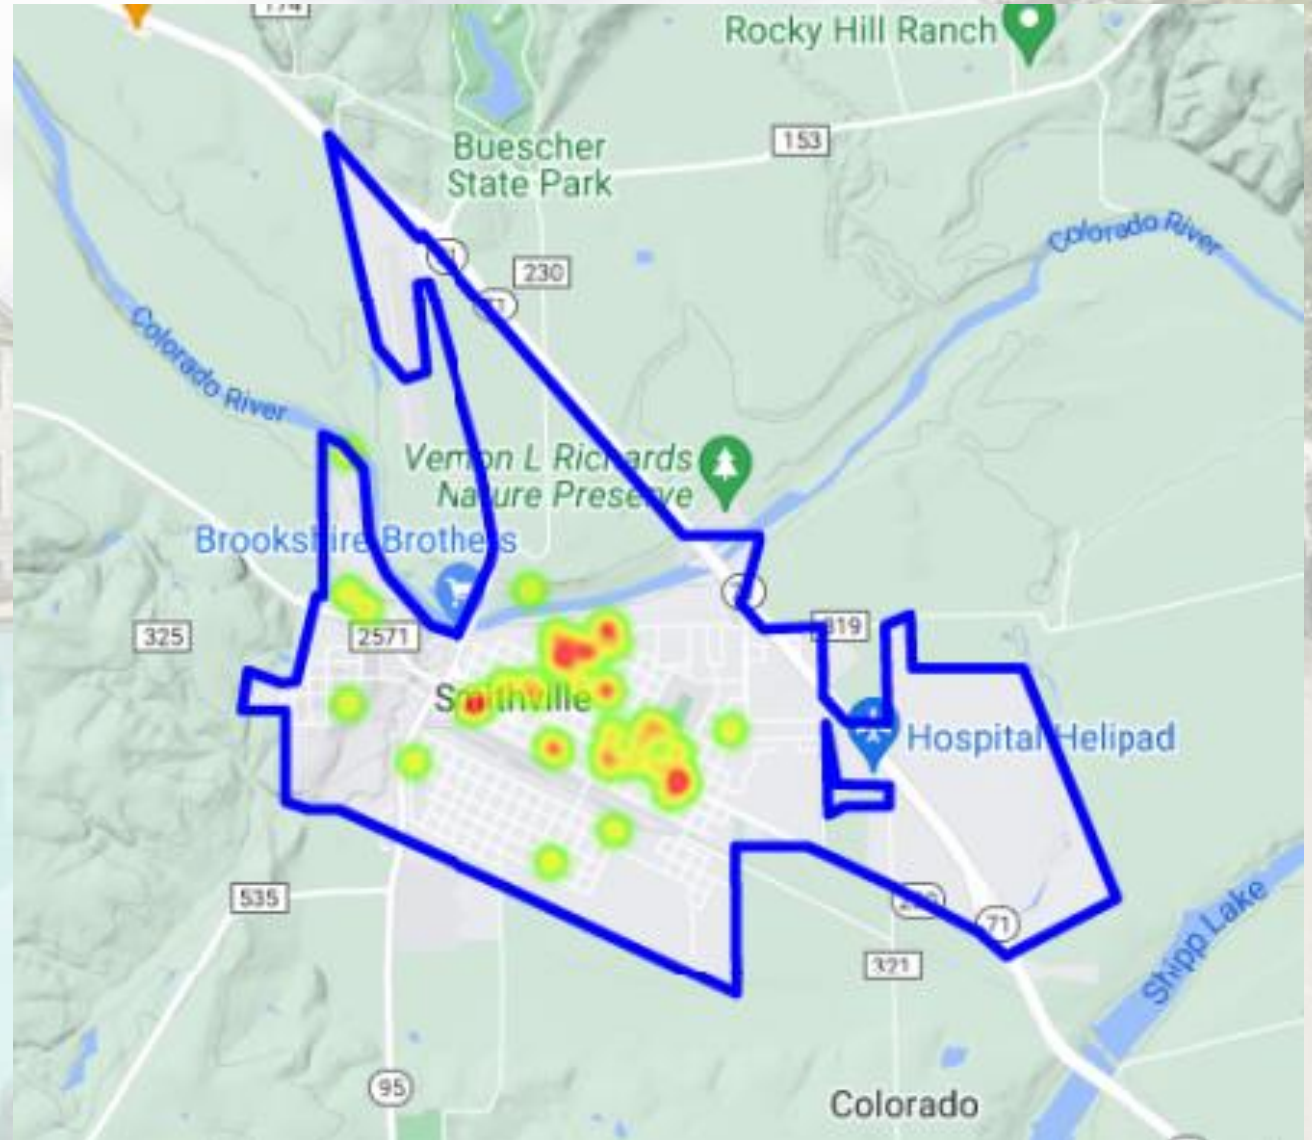 Rocky Hill Ranch
153
Buescher
State Park
Colorado River
230
Colorado River
Vernon L Richards
Nature Preserve
Brookshire Brothers
325
2571
Smithville
Hospital Helipad
535
71
321
Shipp Lake
95
Colorado